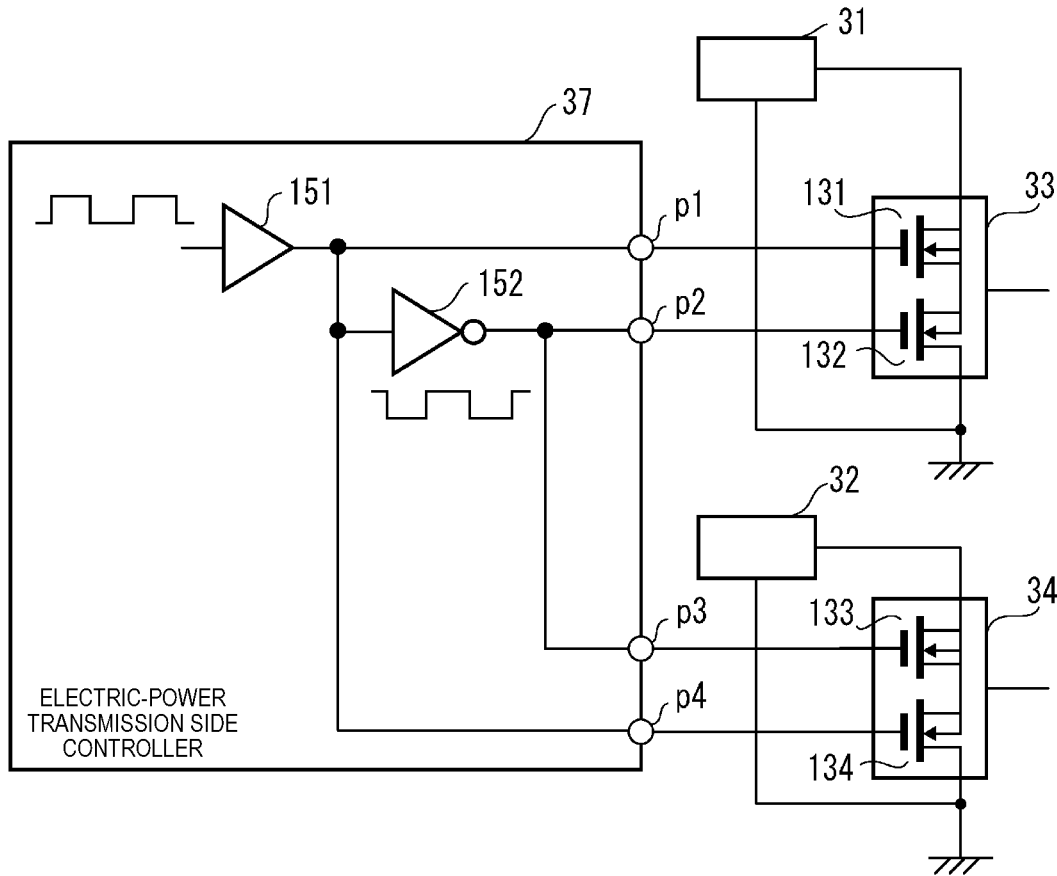 31
37
151
p1
131
33
152
p2
132
32
p3
133
34
p4
134
ELECTRIC-POWER
TRANSMISSION SIDE
CONTROLLER